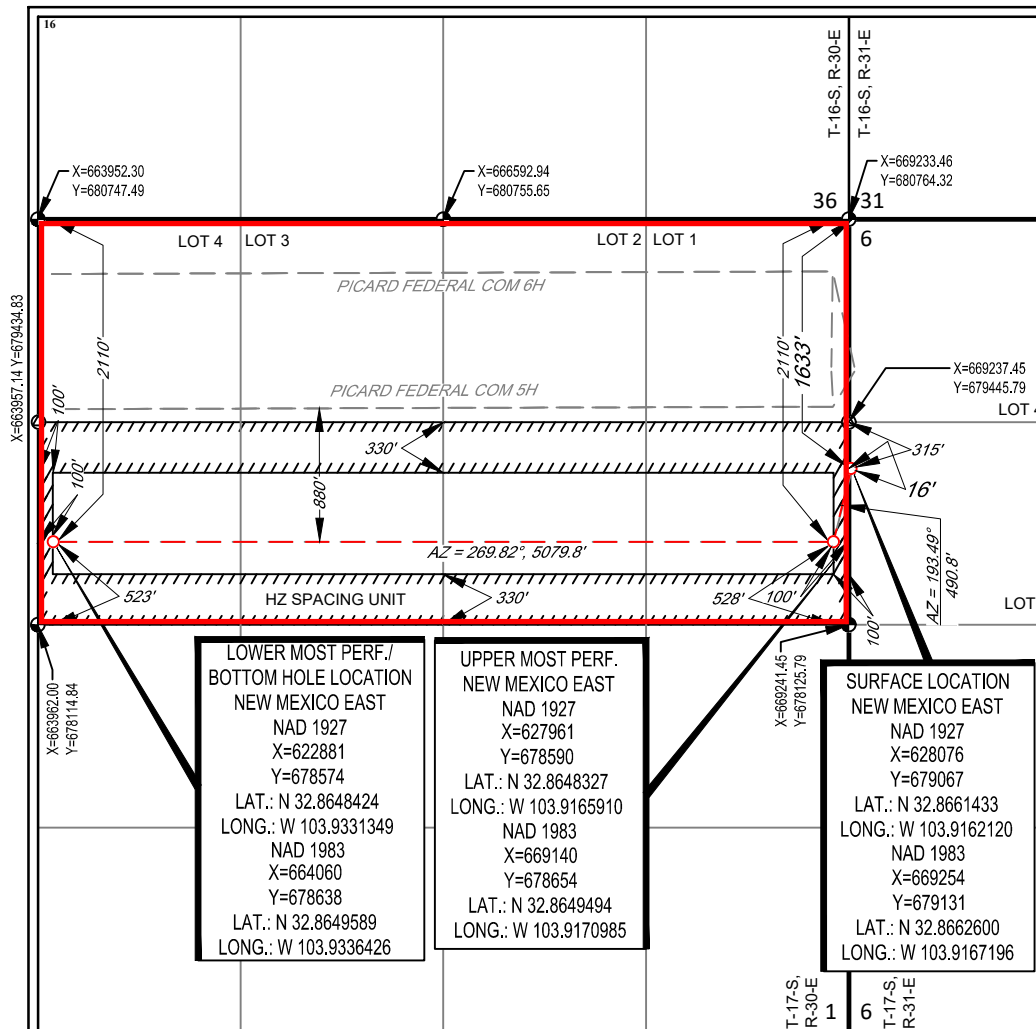 16
T-16-S, R-30-E
T-16-S, R-31-E
X=663952.30
Y=680747.49
X=666592.94
Y=680755.65
X=669233.46
Y=680764.32
36
31
LOT 4
LOT 3
LOT 2
LOT 1
6
PICARD FEDERAL COM 6H
X=663957.14 Y=679434.83
2110'
2110'
1633'
X=669237.45
Y=679445.79
PICARD FEDERAL COM 5H
LOT 4
100'
330'
315'
100'
880'
16'
AZ = 269.82°, 5079.8'
AZ = 193.49°
490.8'
523'
HZ SPACING UNIT
330'
528'
100'
100'
LOT
X=663962.00
Y=678114.84
X=669241.45
Y=678125.79
LOWER MOST PERF./
BOTTOM HOLE LOCATION
NEW MEXICO EAST
NAD 1927
X=622881
Y=678574
LAT.: N 32.8648424
LONG.: W 103.9331349
NAD 1983
X=664060
Y=678638
LAT.: N 32.8649589
LONG.: W 103.9336426
UPPER MOST PERF.
NEW MEXICO EAST
NAD 1927
X=627961
Y=678590
LAT.: N 32.8648327
LONG.: W 103.9165910
NAD 1983
X=669140
Y=678654
LAT.: N 32.8649494
LONG.: W 103.9170985
SURFACE LOCATION
NEW MEXICO EAST
NAD 1927
X=628076
Y=679067
LAT.: N 32.8661433
LONG.: W 103.9162120
NAD 1983
X=669254
Y=679131
LAT.: N 32.8662600
LONG.: W 103.9167196
T-17-S,
R-30-E
1
6
T-17-S,
R-31-E